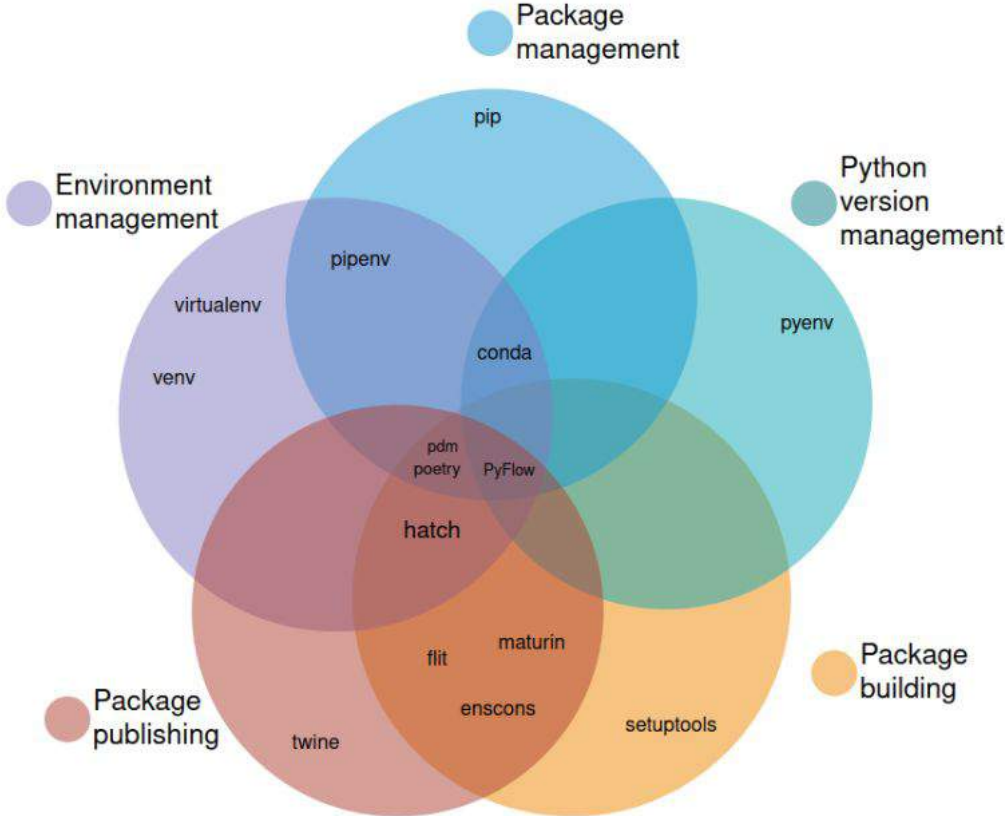 Package
management
pip
Environment
management
Python
version
management
pipenv
virtualenv
pyenv
conda
venv
pdm
poetry
PyFlow
hatch
flit
maturin
enscons
Package
building
Package
publishing
twine
setuptools